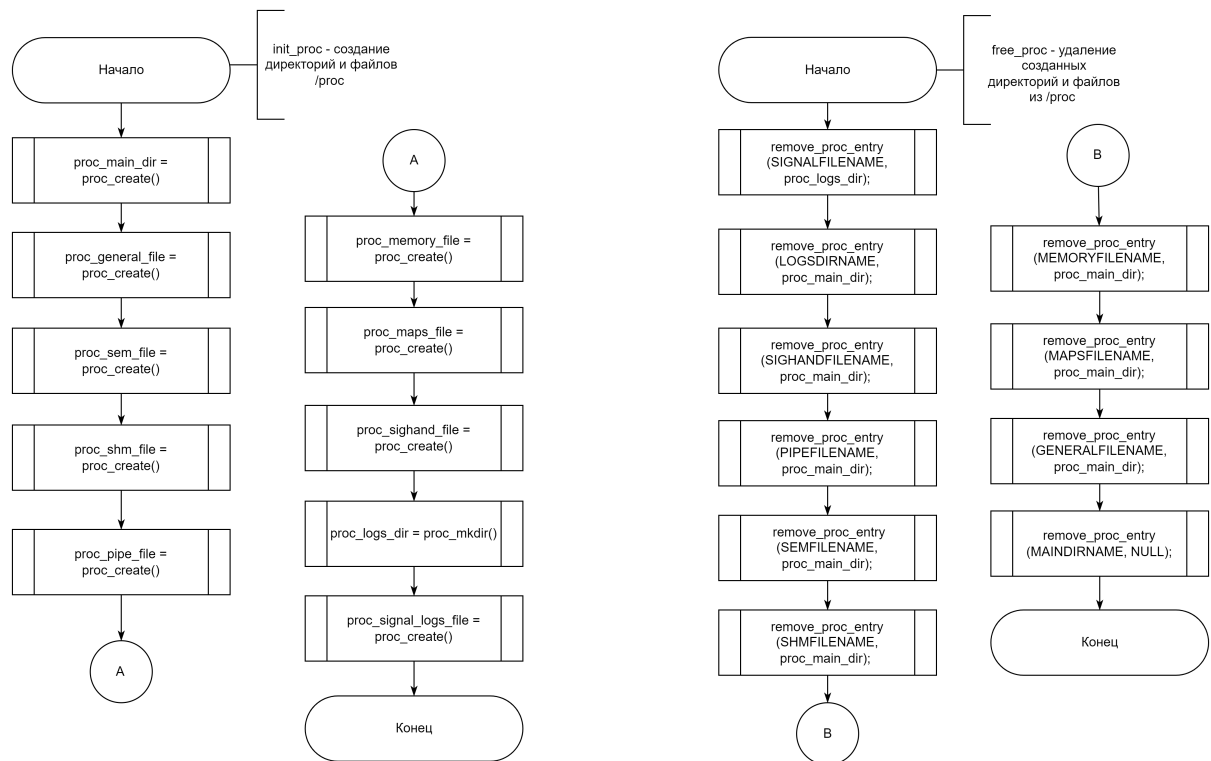 Начало
init_proc - создание
директорий и файлов
/proc
proc_main_dir =
proc_create()
proc_general_file =
proc_create()
proc_sem_file =
proc_create()
proc_shm_file =
proc_create()
proc_pipe_file =
proc_create()
A
A
proc_memory_file =
proc_create()
proc_maps_file =
proc_create()
proc_sighand_file =
proc_create()
proc_logs_dir = proc_mkdir()
proc_signal_logs_file =
proc_create()
Конец
Начало
free_proc - удаление
созданных
директорий и файлов
из /proc
remove_proc_entry
(SIGNALFILENAME,
proc_logs_dir);
remove_proc_entry
(LOGSDIRNAME,
proc_main_dir);
remove_proc_entry
(SIGHANDFILENAME,
proc_main_dir);
remove_proc_entry
(PIPEFILENAME,
proc_main_dir);
remove_proc_entry
(SEMFILENAME,
proc_main_dir);
remove_proc_entry
(SHMFILENAME,
proc_main_dir);
B
B
remove_proc_entry
(MEMORYFILENAME,
proc_main_dir);
remove_proc_entry
(MAPSFILENAME,
proc_main_dir);
remove_proc_entry
(GENERALFILENAME,
proc_main_dir);
remove_proc_entry
(MAINDIRNAME, NULL);
Конец